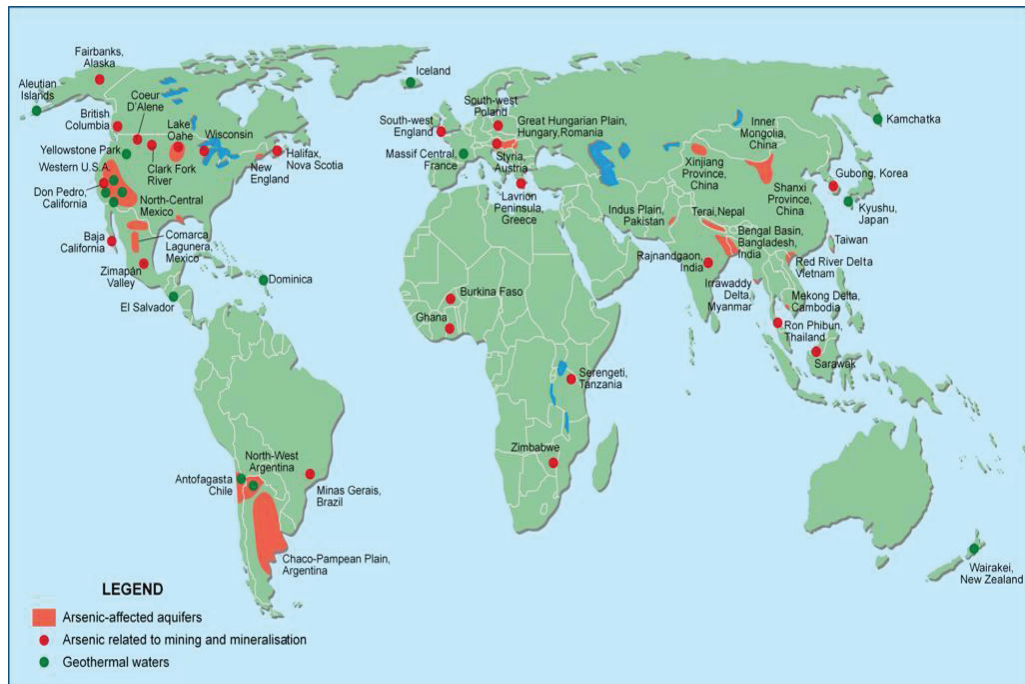 Fairbanks,
Alaska
Aleutian
Islands
Coeur
D'Alene
British
Columbia
Lake
Oahe
Wisconsin
Yellowstone Park
Western U.S.A.
Clark Fork
River
New
England
Halifax,
Nova Scotia
Don Pedro,
California
North-Central
Mexico
Baja
California
Comarca
Lagunera,
Mexico
Zimapán
Valley
El Salvador
Dominica
Iceland
South-west
Poland
South-west
England
Great Hungarian Plain,
Hungary,Romania
Massif Central,
France
Styria,
Austria
Lavrion
Peninsula,
Greece
Inner
Mongolia,
China
Kamchatka
Xinjiang
Province,
China
Gubong, Korea
Shanxi
Province,
China
Kyushu,
Japan
Indus Plain,
Pakistan
Terai,Nepal
Bengal Basin,
Bangladesh,
India
Taiwan
Rajnandgaon,
India
Red River Delta
Vietnam
Irrawaddy
Delta,
Myanmar
Mekong Delta,
Cambodia
Ron Phibun,
Thailand
Sarawak
Burkina Faso
Ghana
Serengeti,
Tanzania
Zimbabwe
North-West
Argentina
Antofagasta
Chile
Minas Gerais,
Brazil
Chaco-Pampean Plain,
Argentina
Wairakei,
New Zealand
LEGEND
Arsenic-affected aquifers
Arsenic related to mining and mineralisation
Geothermal waters